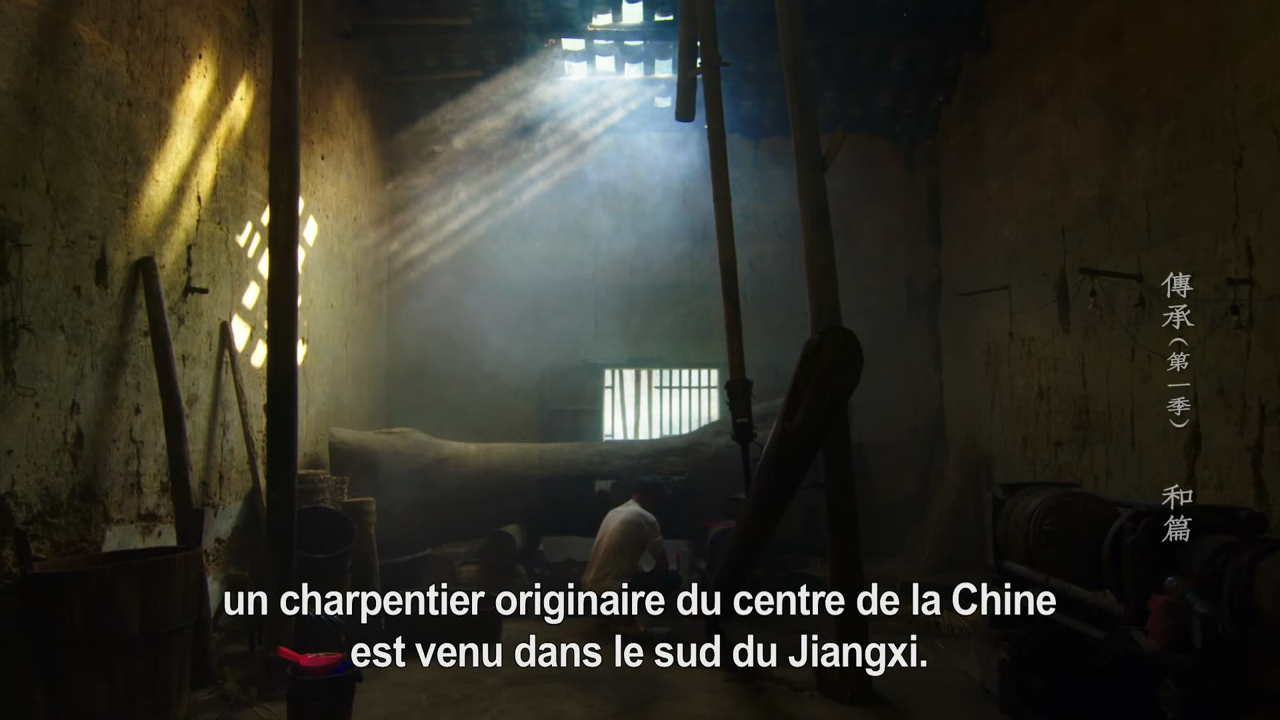 傳承(第一季) 和篇
un charpentier originaire du centre de la Chine
est venu dans le sud du Jiangxi.